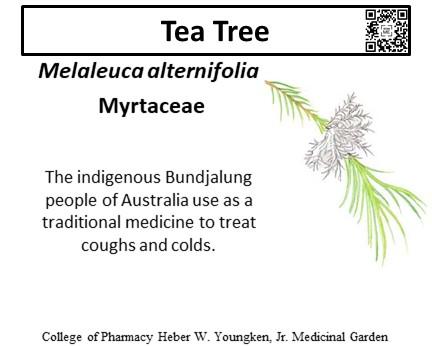 Tea Tree
Melaleuca alternifolia
Myrtaceae
The indigenous Bundjalung
people of Australia use as a
traditional medicine to treat
coughs and colds.
College of Pharmacy Heber W. Youngken, Jr. Medicinal Garden